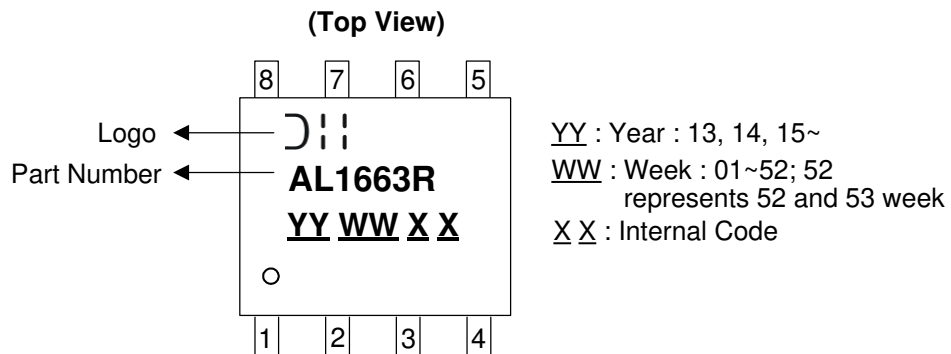 (Top View)
8 7 6 5
Logo
Part Number
AL1663R
YY WW X X
1 2 3 4
YY : Year : 13, 14, 15~
WW : Week : 01~52; 52
represents 52 and 53 week
X X : Internal Code